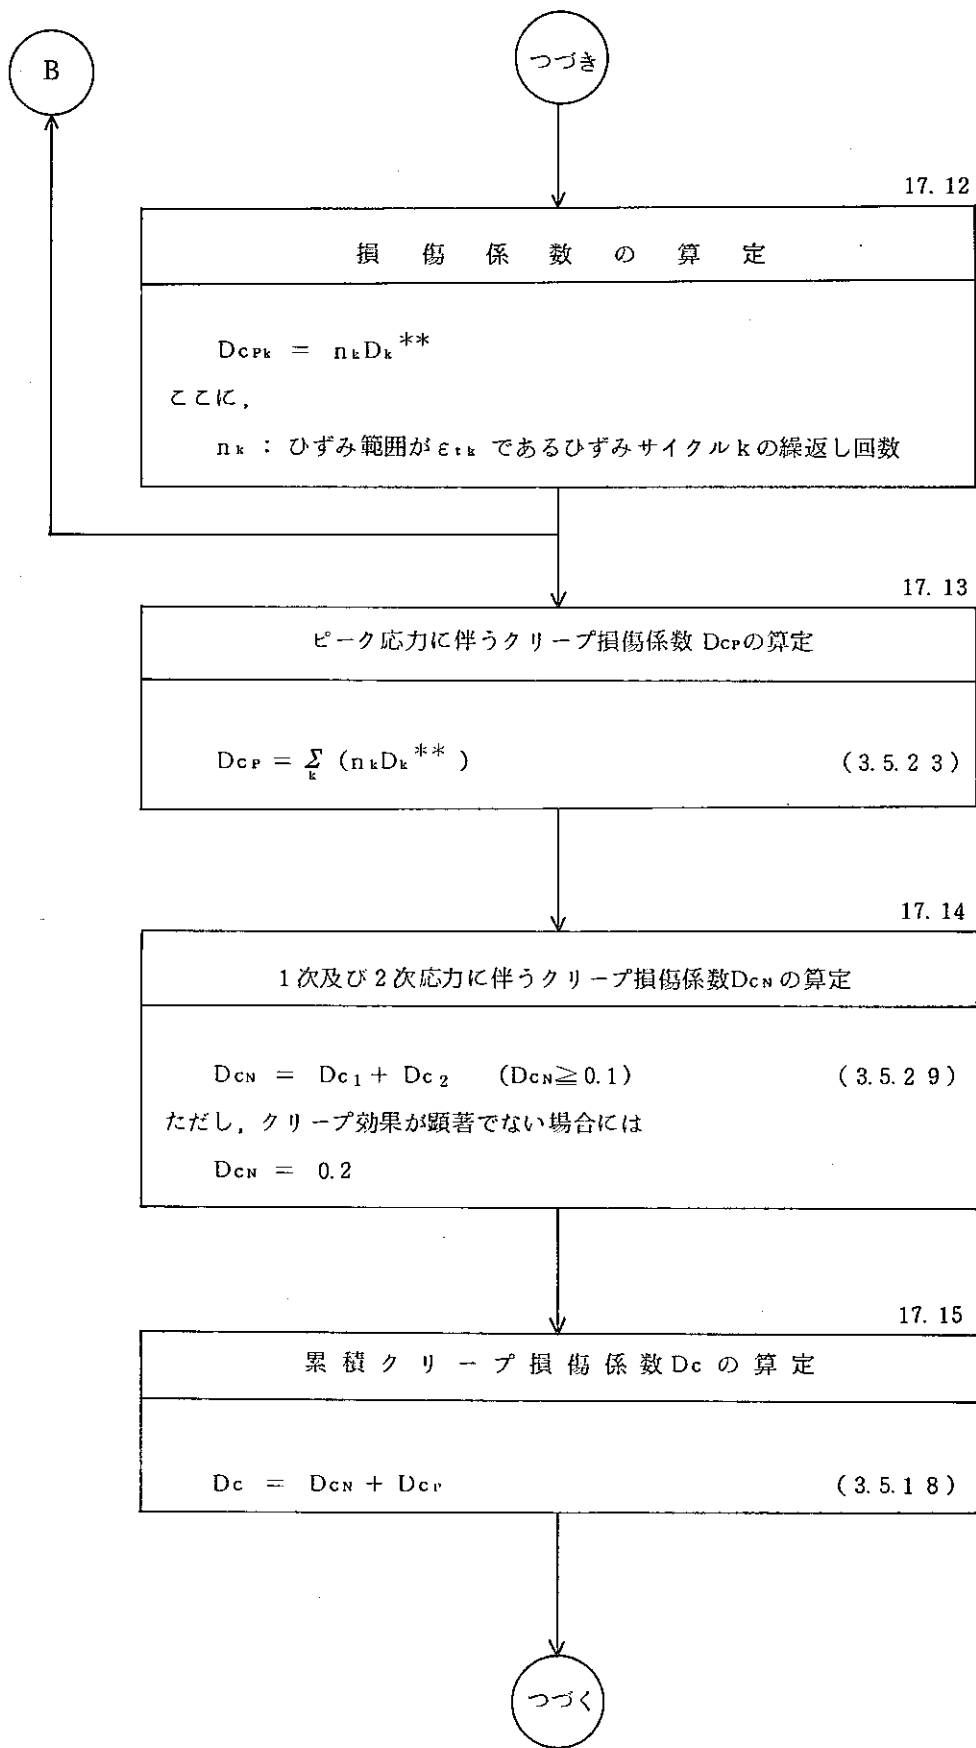 B
つづき
17.12
損傷係数の算定
DcPk = nkDk**
ここに,
nk : ひずみ範囲がεtk であるひずみサイクルkの繰返し回数
17.13
ピーク応力に伴うクリープ損傷係数 DcPの算定
DcP = Σk (nkDk**) (3.5.23)
17.14
1次及び2次応力に伴うクリープ損傷係数DcNの算定
DcN = Dc1 + Dc2 (DcN≧0.1) (3.5.29)
ただし, クリープ効果が顕著でない場合には
DcN = 0.2
17.15
累積クリープ損傷係数Dcの算定
Dc = DcN + DcP (3.5.18)
つづく